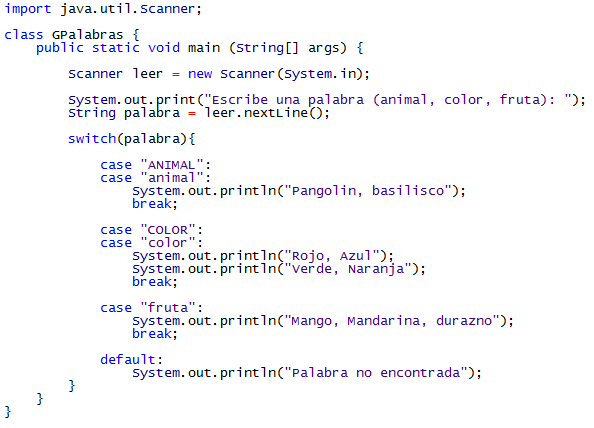 import java.util.Scanner;
class GPalabras {
public static void main (String[] args) {
Scanner leer = new Scanner(System.in);
System.out.print("Escribe una palabra (animal, color, fruta): ");
String palabra = leer.nextLine();
switch(palabra){
case "ANIMAL":
case "animal":
System.out.println("Pangolin, basilisco");
break;
case "COLOR":
case "color":
System.out.println("Rojo, Azul");
System.out.println("Verde, Naranja");
break;
case "fruta":
System.out.println("Mango, Mandarina, durazno");
break;
default:
System.out.println("Palabra no encontrada");
}
}
}